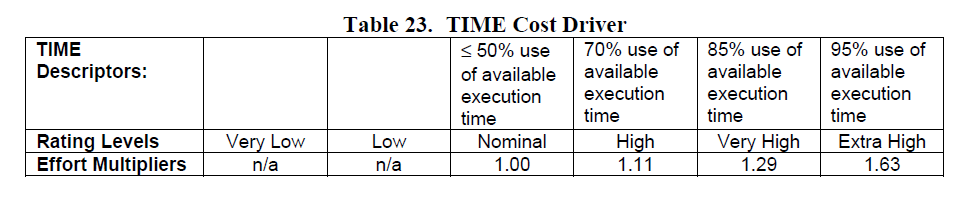 Table 23. TIME Cost Driver
TIME Descriptors: ≤ 50% use of available execution time 70% use of available execution time 85% use of available execution time 95% use of available execution time
Rating Levels Very Low Low Nominal High Very High Extra High
Effort Multipliers n/a n/a 1.00 1.11 1.29 1.63